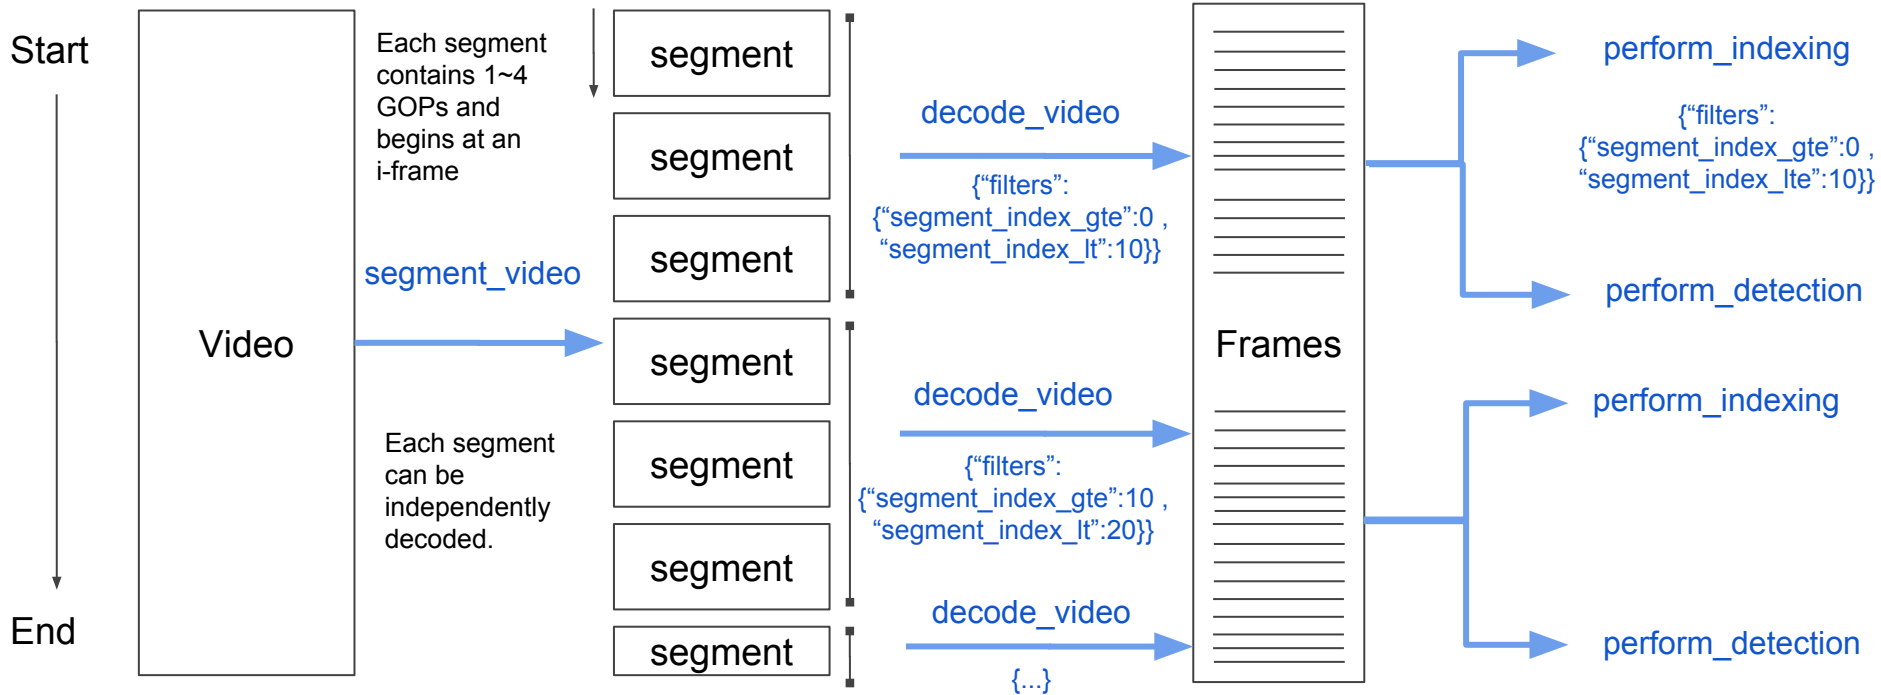 Start
End
Video
Each segment
contains 1~4
GOPs and
begins at an
i-frame
segment_video
Each segment
can be
independently
decoded.
segment
segment
segment
segment
segment
segment
segment
decode_video
{“filters”:
{“segment_index_gte”:0 ,
“segment_index_lt”:10}}
decode_video
{“filters”:
{“segment_index_gte”:10 ,
“segment_index_lt”:20}}
decode_video
{...}
Frames
perform_indexing
{“filters”:
{“segment_index_gte”:0 ,
“segment_index_lte”:10}}
perform_detection
perform_indexing
perform_detection